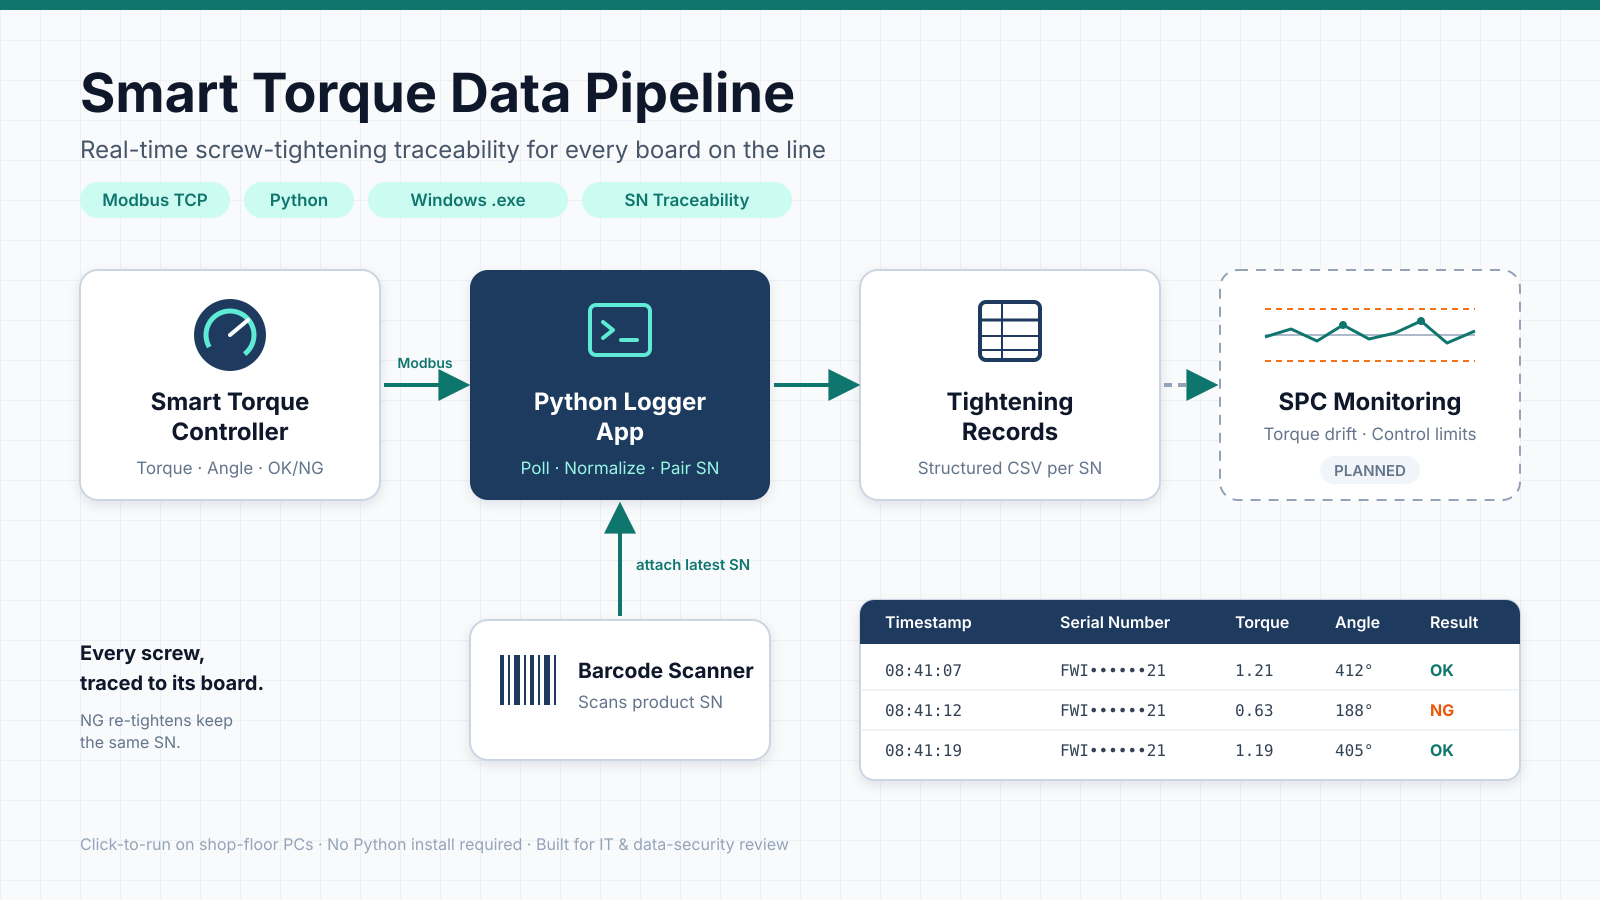 Smart Torque Data Pipeline
Real-time screw-tightening traceability for every board on the line
Modbus TCP
Python
Windows .exe
SN Traceability
Smart Torque
Controller
Torque · Angle · OK/NG
Modbus
Python Logger
App
Poll · Normalize · Pair SN
Tightening
Records
Structured CSV per SN
SPC Monitoring
Torque drift · Control limits
PLANNED
attach latest SN
Every screw,
traced to its board.
NG re-tightens keep
the same SN.
Barcode Scanner
Scans product SN
Timestamp Serial Number Torque Angle Result
08:41:07 FWI••••••21 1.21 412° OK
08:41:12 FWI••••••21 0.63 188° NG
08:41:19 FWI••••••21 1.19 405° OK
Click-to-run on shop-floor PCs · No Python install required · Built for IT & data-security review